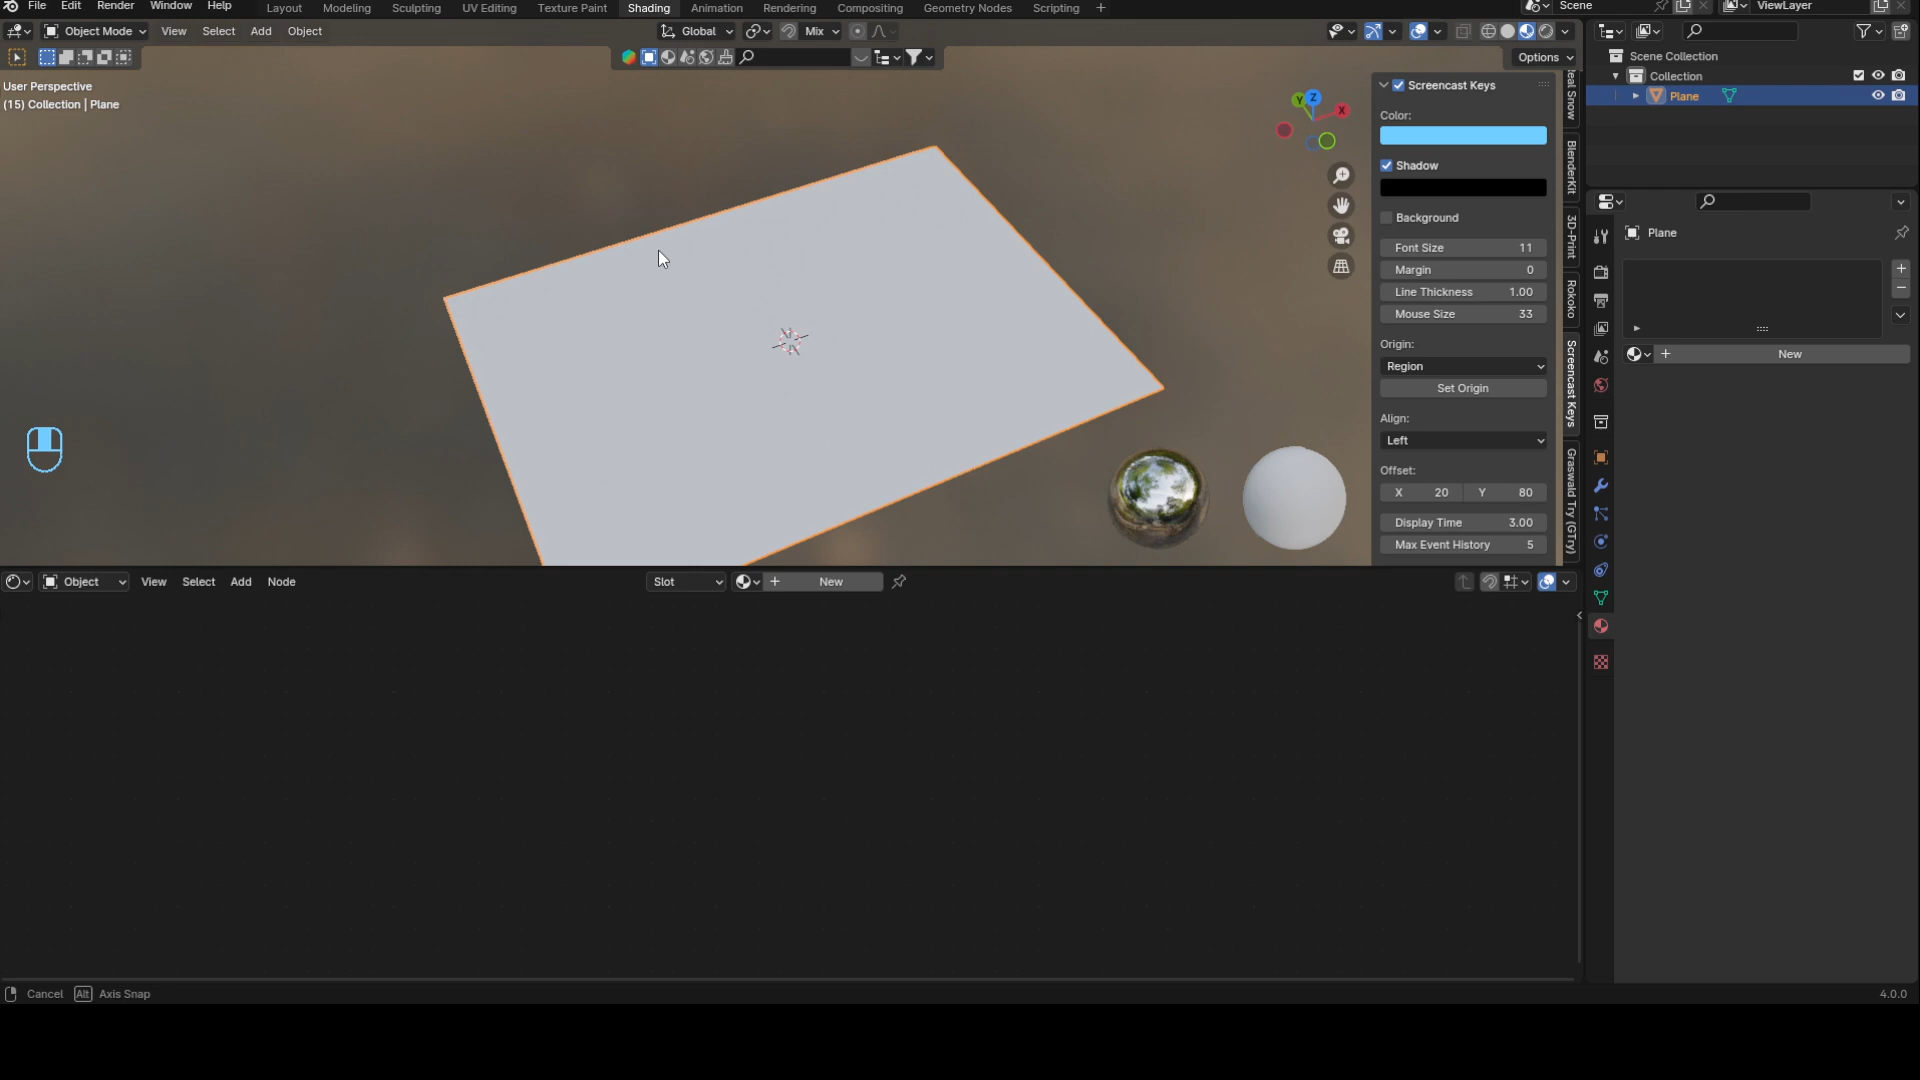 File Edit Render Window Help Layout Modeling Sculpting UV Editing Texture Paint Shading Animation Rendering Compositing Geometry Nodes Scripting + Scene ViewLayer
Object Mode View Select Add Object Global Mix
Options
User Perspective
(15) Collection | Plane
Y Z X
Screencast Keys
Color:
Shadow
Background
Font Size 11
Margin 0
Line Thickness 1.00
Mouse Size 33
Origin:
Region
Set Origin
Align:
Left
Offset:
X 20 Y 80
Display Time 3.00
Max Event History 5
eal Snow
BlenderKit
3D-Print
Rokoko
Screencast Keys
Graswald Try (GTry)
Scene Collection
Collection
Plane
Plane
+
−
+ New
Object View Select Add Node Slot + New
Cancel Alt Axis Snap 4.0.0